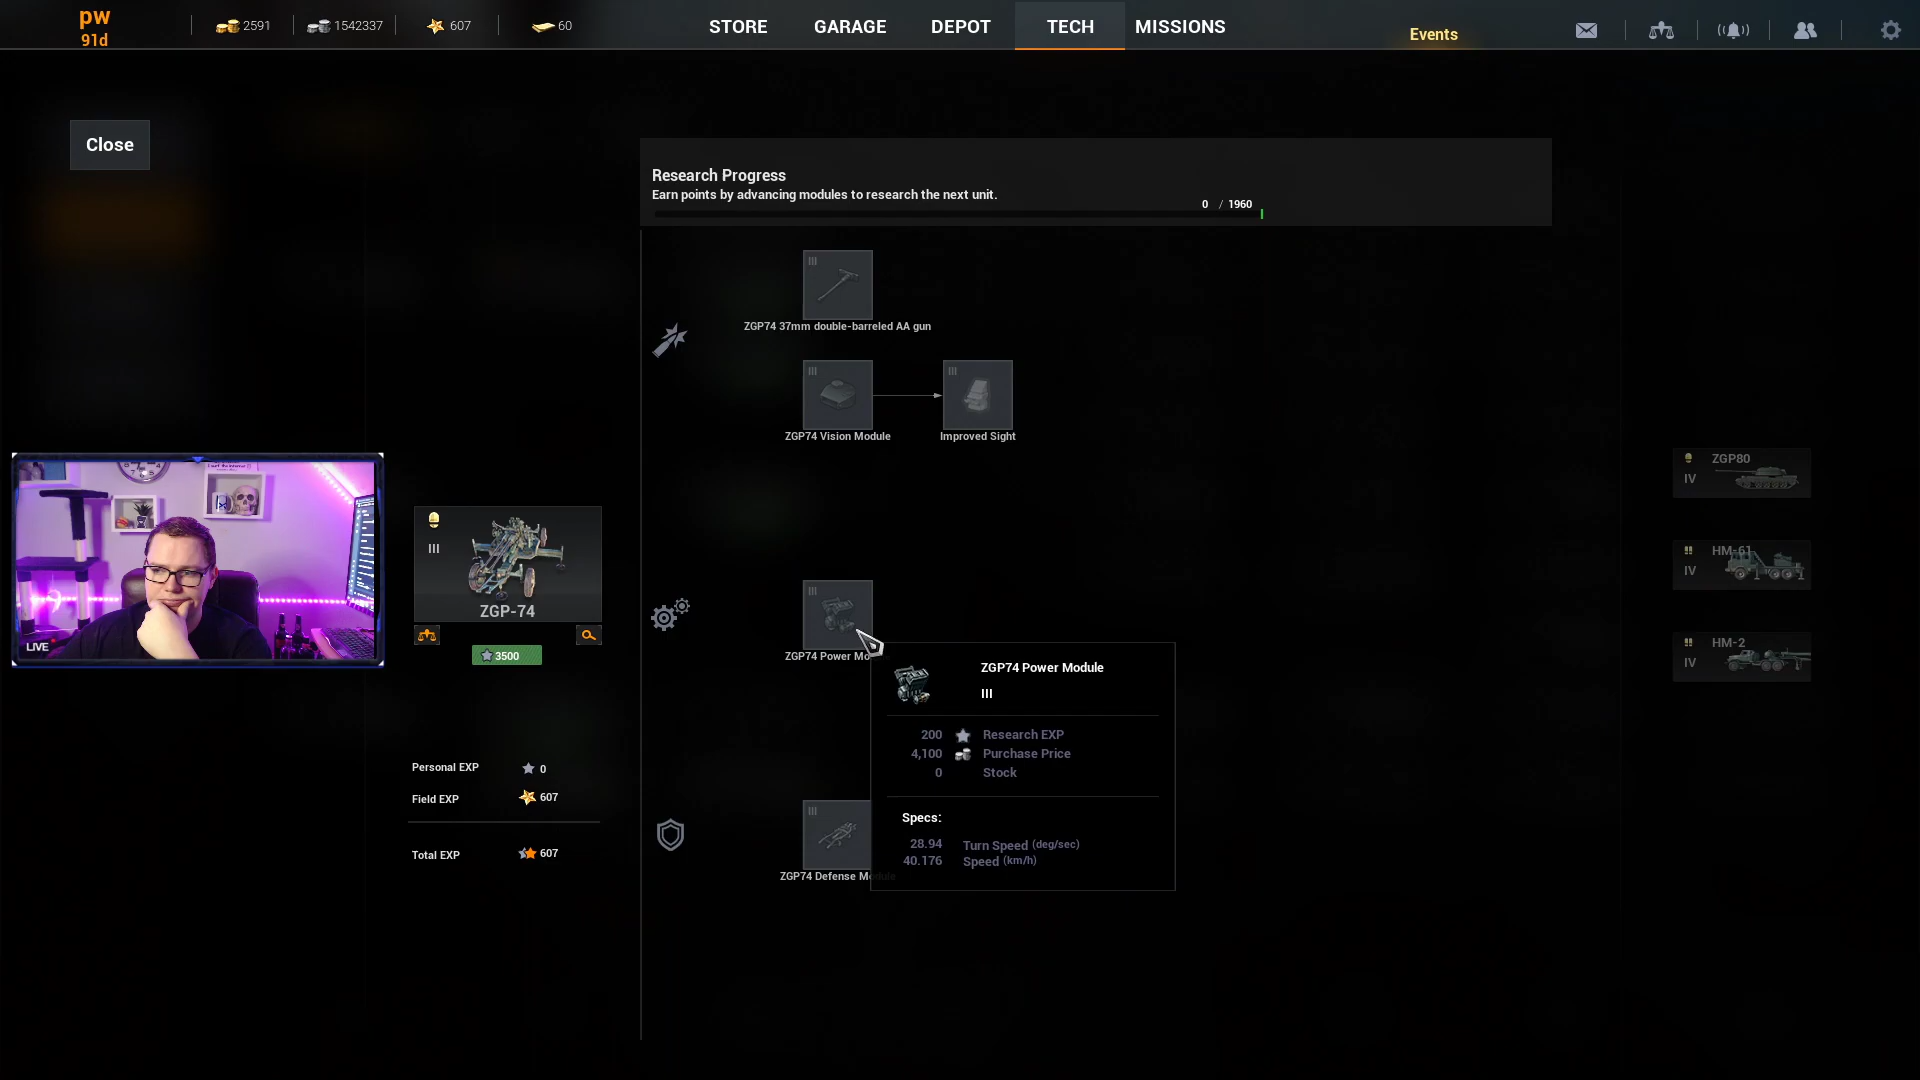 pw
91d
2591
1542337
607
60
STORE
GARAGE
DEPOT
TECH
MISSIONS
Events
Close
Research Progress
Earn points by advancing modules to research the next unit.
0 / 1960
III
ZGP74 37mm double-barreled AA gun
III
III
ZGP74 Vision Module
Improved Sight
ZGP80
IV
HM-61
IV
HM-2
IV
LIVE
III
ZGP-74
3500
III
ZGP74 Power Mo
ZGP74 Power Module
III
200 Research EXP
4,100 Purchase Price
0 Stock
Specs:
28.94 Turn Speed (deg/sec)
40.176 Speed (km/h)
Personal EXP 0
Field EXP 607
Total EXP 607
III
ZGP74 Defense Module